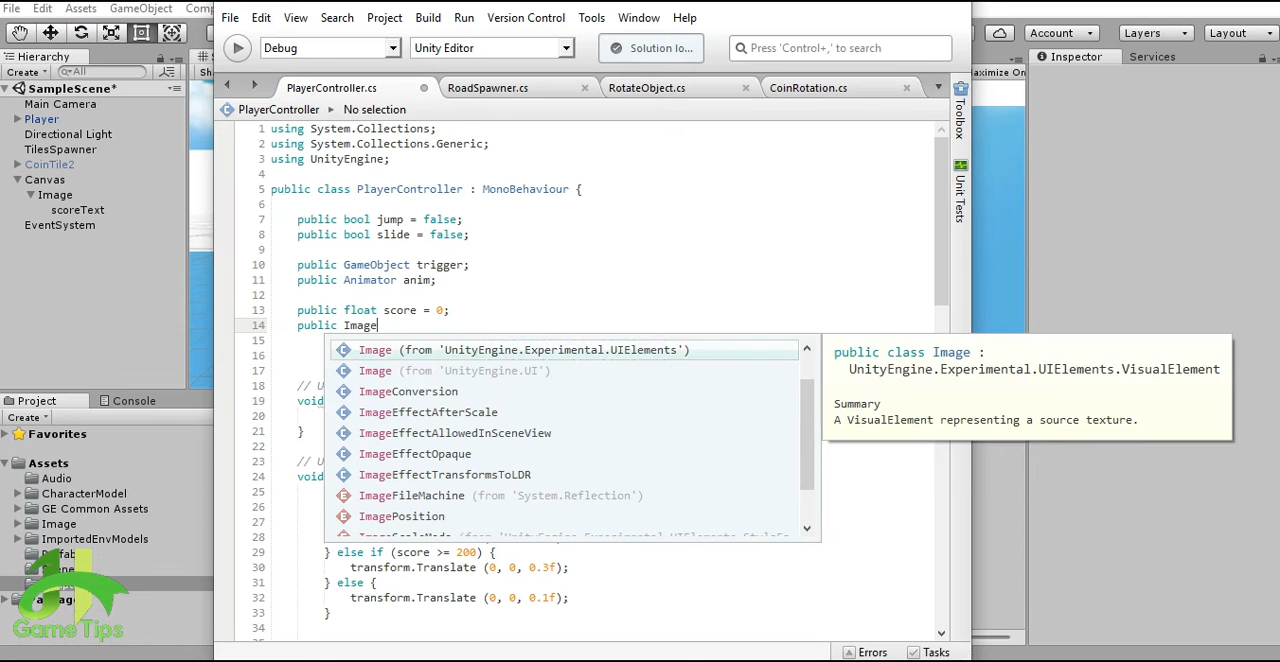 File Edit Assets GameObject Comp
File Edit View Search Project Build Run Version Control Tools Window Help
Account Layers Layout
Debug Unity Editor Solution lo... Press 'Control+,' to search
Hierarchy
Create All
Inspector Services
PlayerController.cs RoadSpawner.cs RotateObject.cs CoinRotation.cs
aximize On
SampleScene*
Main Camera
Player
Directional Light
TilesSpawner
CoinTile2
Canvas
Image
scoreText
EventSystem
PlayerController No selection
Toolbox
Unit Tests
1 using System.Collections;
2 using System.Collections.Generic;
3 using UnityEngine;
4
5 public class PlayerController : MonoBehaviour {
6
7 public bool jump = false;
8 public bool slide = false;
9
10 public GameObject trigger;
11 public Animator anim;
12
13 public float score = 0;
14 public Image
15
16
17
18 // U
19 void
20
21 }
22
23 // U
24 void
25
26
27
28
29 } else if (score >= 200) {
30 transform.Translate (0, 0, 0.3f);
31 } else {
32 transform.Translate (0, 0, 0.1f);
33 }
34
Image (from 'UnityEngine.Experimental.UIElements')
Image (from 'UnityEngine.UI')
ImageConversion
ImageEffectAfterScale
ImageEffectAllowedInSceneView
ImageEffectOpaque
ImageEffectTransformsToLDR
ImageFileMachine (from 'System.Reflection')
ImagePosition
public class Image :
UnityEngine.Experimental.UIElements.VisualElement
Summary
A VisualElement representing a source texture.
Project Console
Create
Favorites
Assets
Audio
CharacterModel
GE Common Assets
Image
ImportedEnvModels
GameTips
Errors Tasks